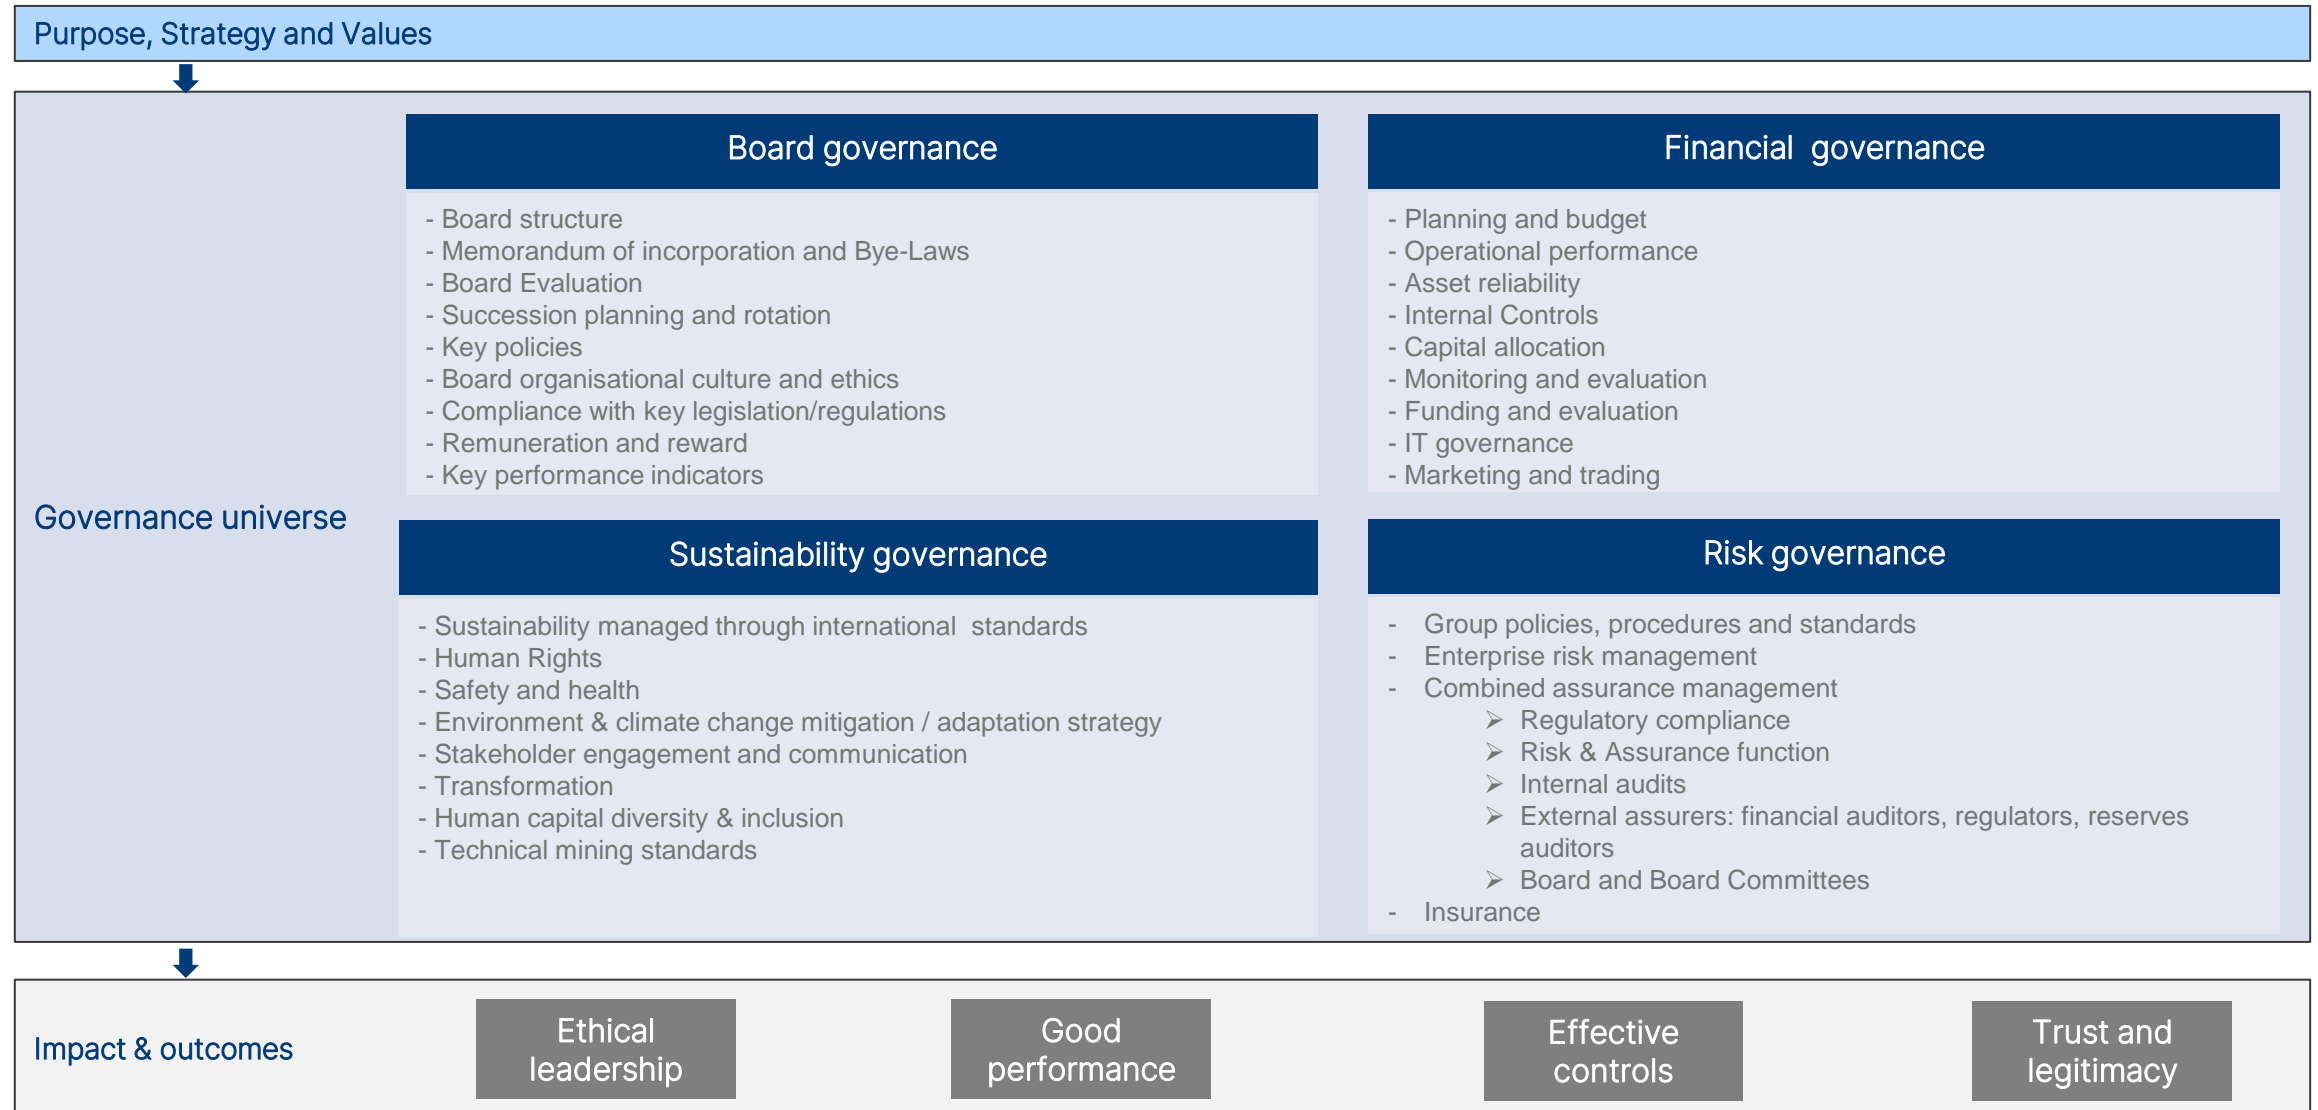 Purpose, Strategy and Values
Governance universe
Board governance
- Board structure
- Memorandum of incorporation and Bye-Laws
- Board Evaluation
- Succession planning and rotation
- Key policies
- Board organisational culture and ethics
- Compliance with key legislation/regulations
- Remuneration and reward
- Key performance indicators
Financial  governance
- Planning and budget
- Operational performance
- Asset reliability
- Internal Controls
- Capital allocation
- Monitoring and evaluation
- Funding and evaluation
- IT governance
- Marketing and trading
Sustainability governance
- Sustainability managed through international  standards
- Human Rights
- Safety and health
- Environment & climate change mitigation / adaptation strategy
- Stakeholder engagement and communication
- Transformation
- Human capital diversity & inclusion
- Technical mining standards
Risk governance
- Group policies, procedures and standards
- Enterprise risk management
- Combined assurance management
➢ Regulatory compliance
➢ Risk & Assurance function
➢ Internal audits
➢ External assurers: financial auditors, regulators, reserves
auditors
➢ Board and Board Committees
- Insurance
Impact & outcomes
Ethical
leadership
Good
performance
Effective
controls
Trust and
legitimacy